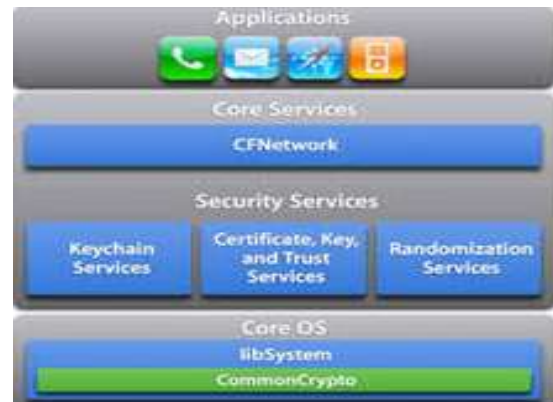 Applications
Core Services
CFNetwork
Security Services
Keychain
Services
Certificate, Key,
and Trust
Services
Randomization
Services
Core OS
libSystem
CommonCrypto